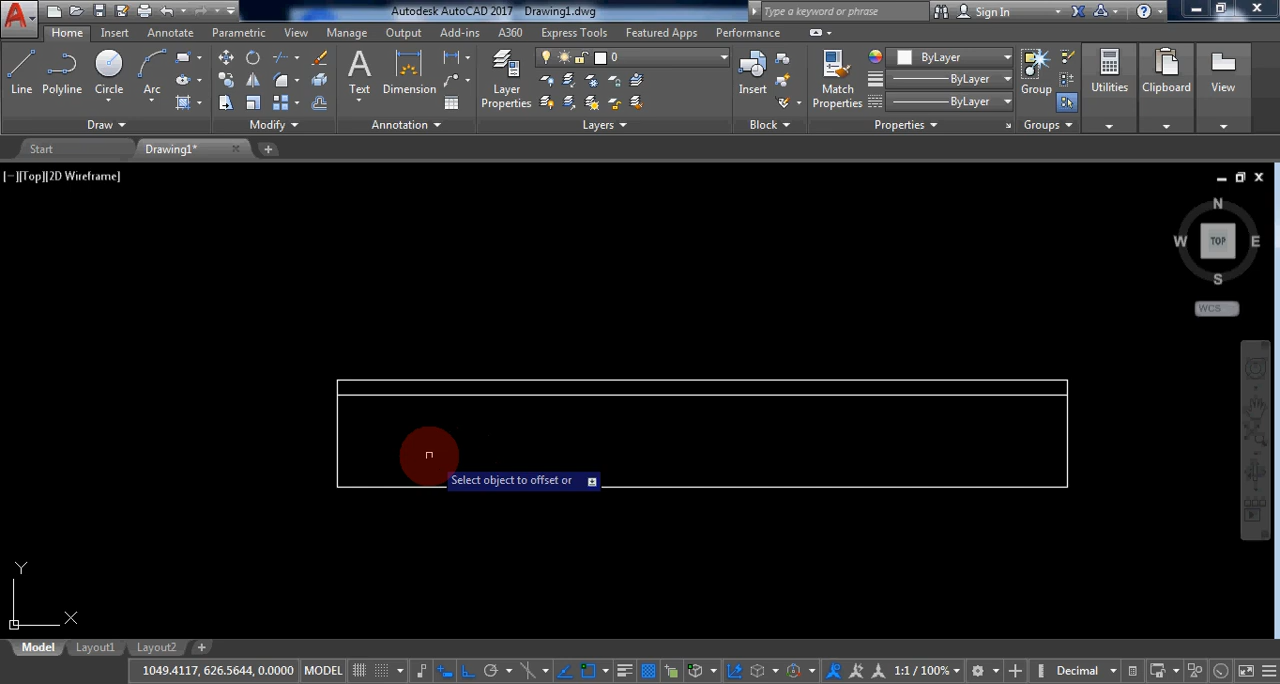 Autodesk AutoCAD 2017 Drawing1.dwg
Type a keyword or phrase
Sign In
Home Insert Annotate Parametric View Manage Output Add-ins A360 Express Tools Featured Apps Performance
0
ByLayer
ByLayer
ByLayer
Line Polyline Circle Arc Text Dimension Layer Properties Insert Match Properties Group Utilities Clipboard View
Draw Modify Annotation Layers Block Properties Groups
Start Drawing1*
[−][Top][2D Wireframe]
N
W TOP E
S
WCS
Select object to offset or
Y
X
Model Layout1 Layout2
1049.4117, 626.5644, 0.0000 MODEL 1:1 / 100% Decimal